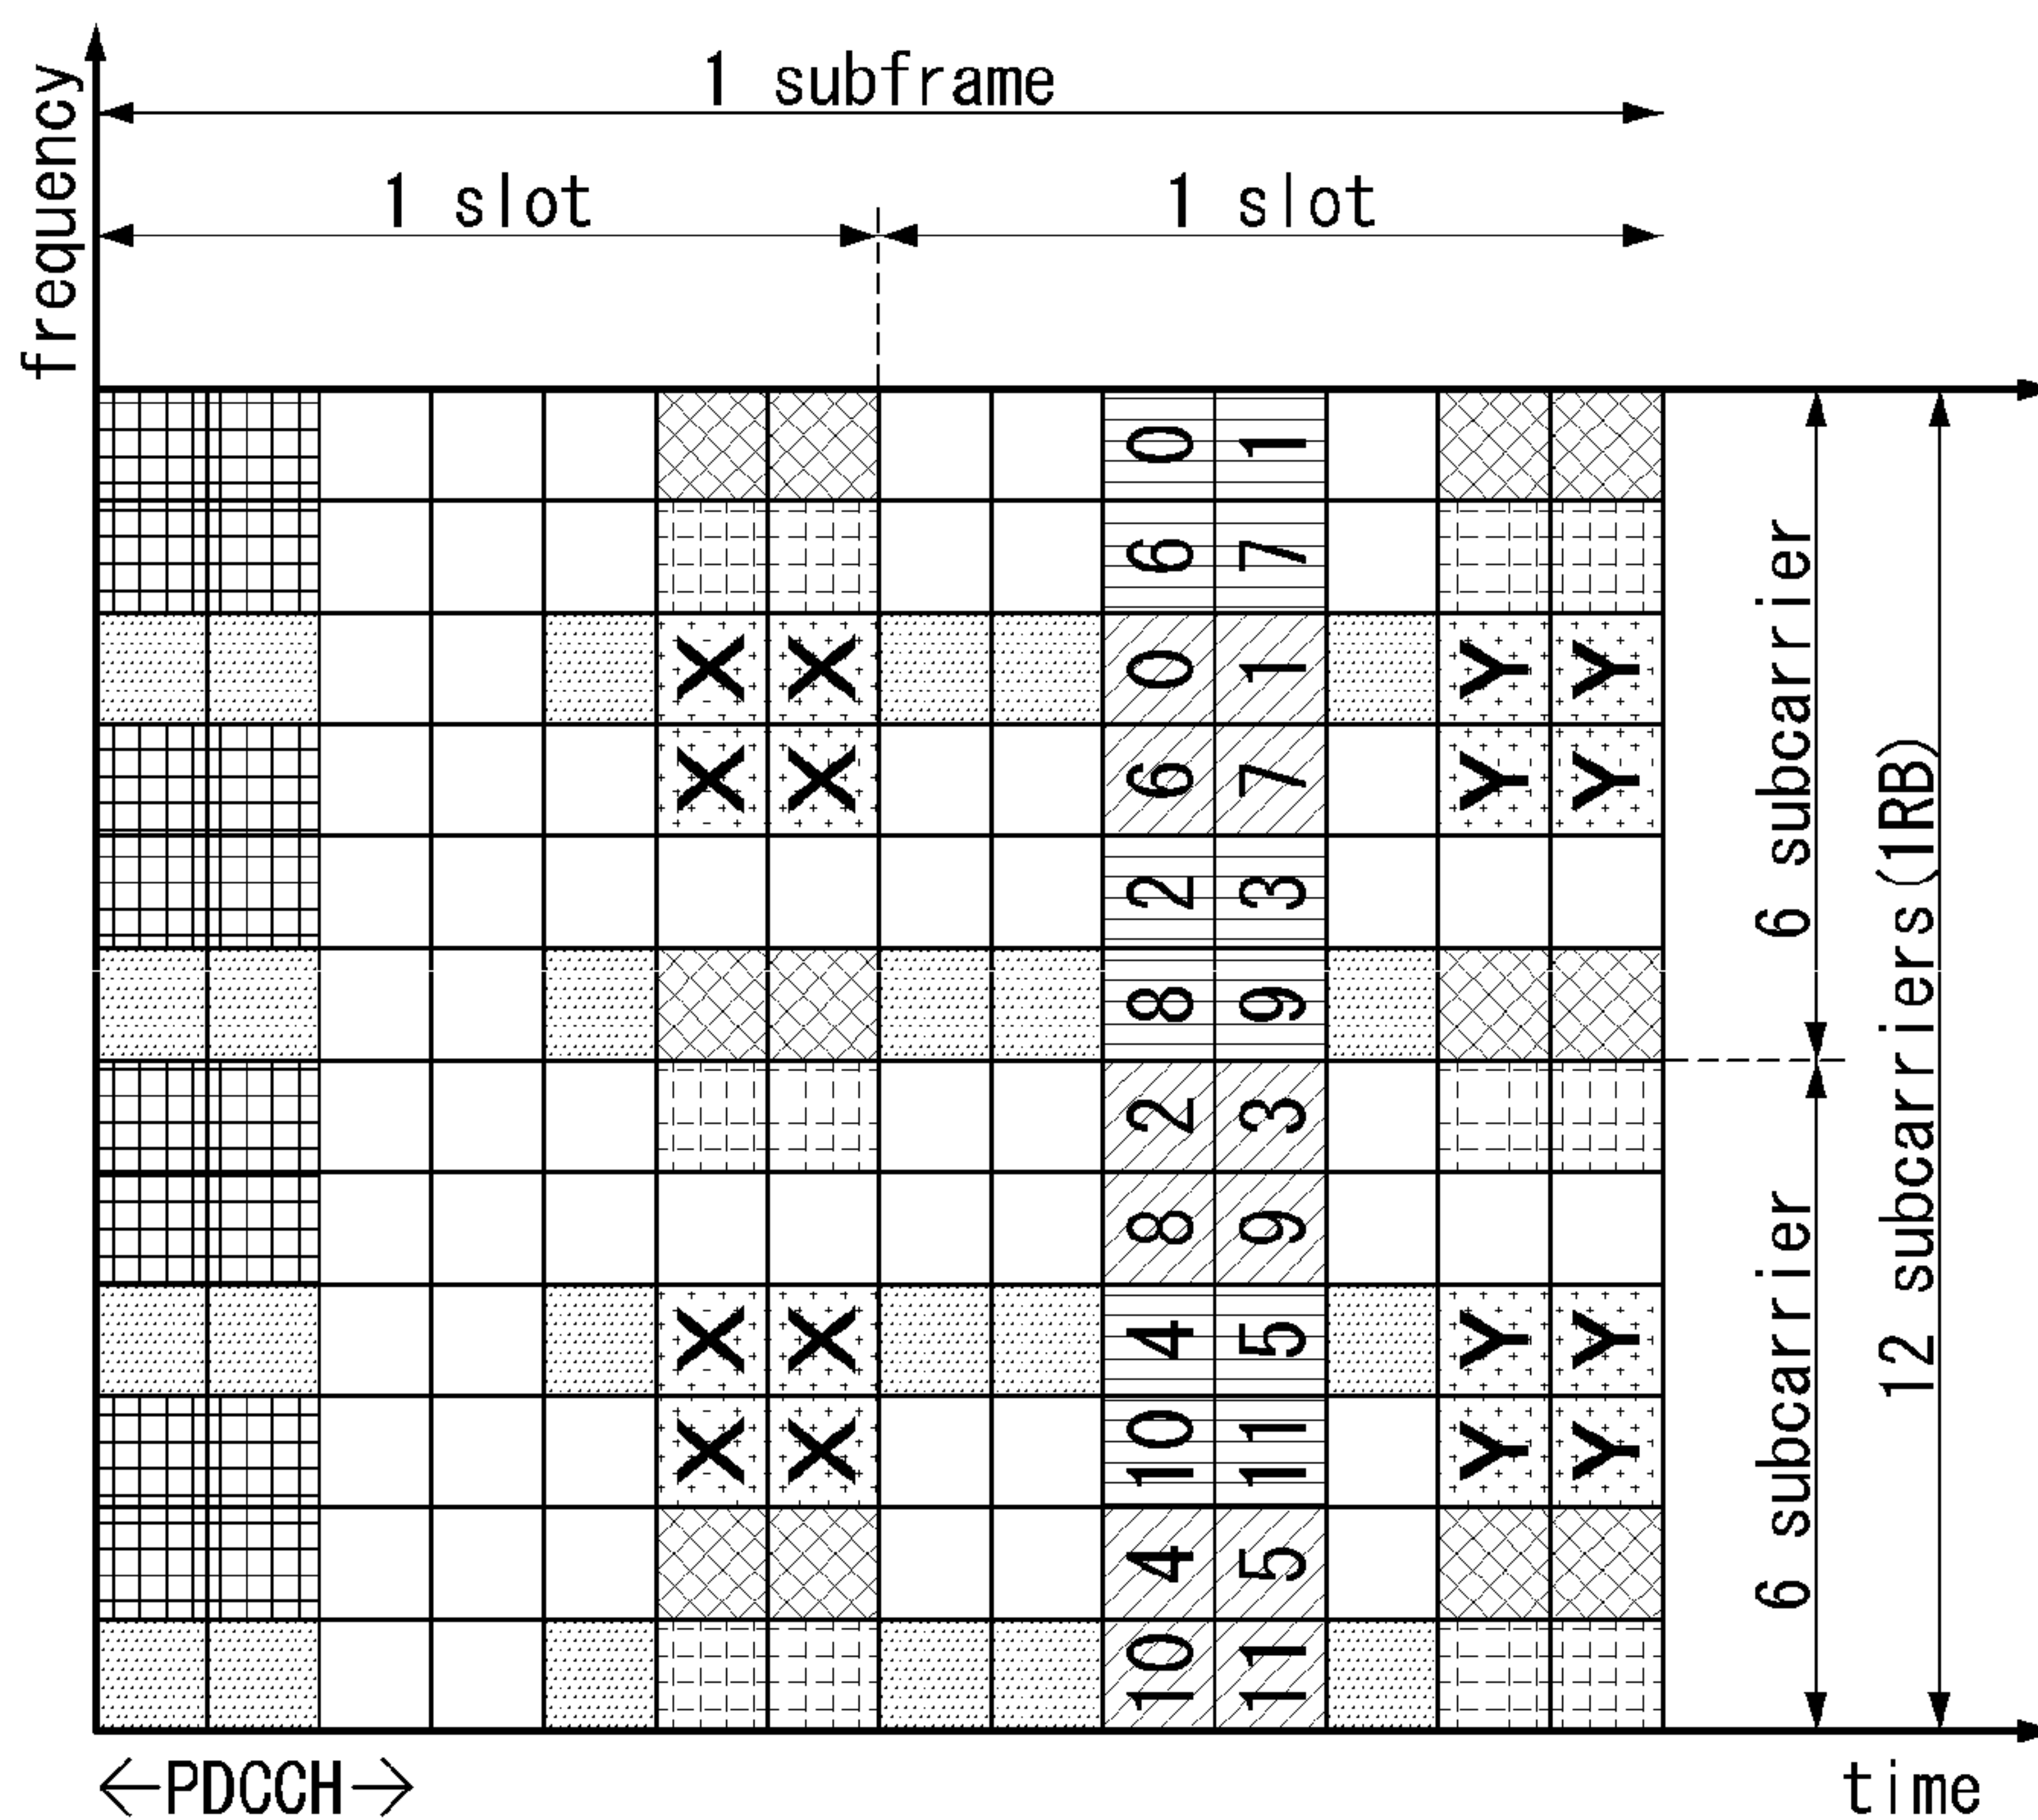 frequency
1 subframe
1 slot 1 slot
0 1
6 7
X X 0 1 Y Y
X X 6 7 Y Y
2 3
8 9
2 3
8 9
X X 4 5 Y Y
X X 10 11 Y Y
4 5
10 11
6 subcarrier
6 subcarrier
12 subcarriers(1RB)
←PDCCH→
time